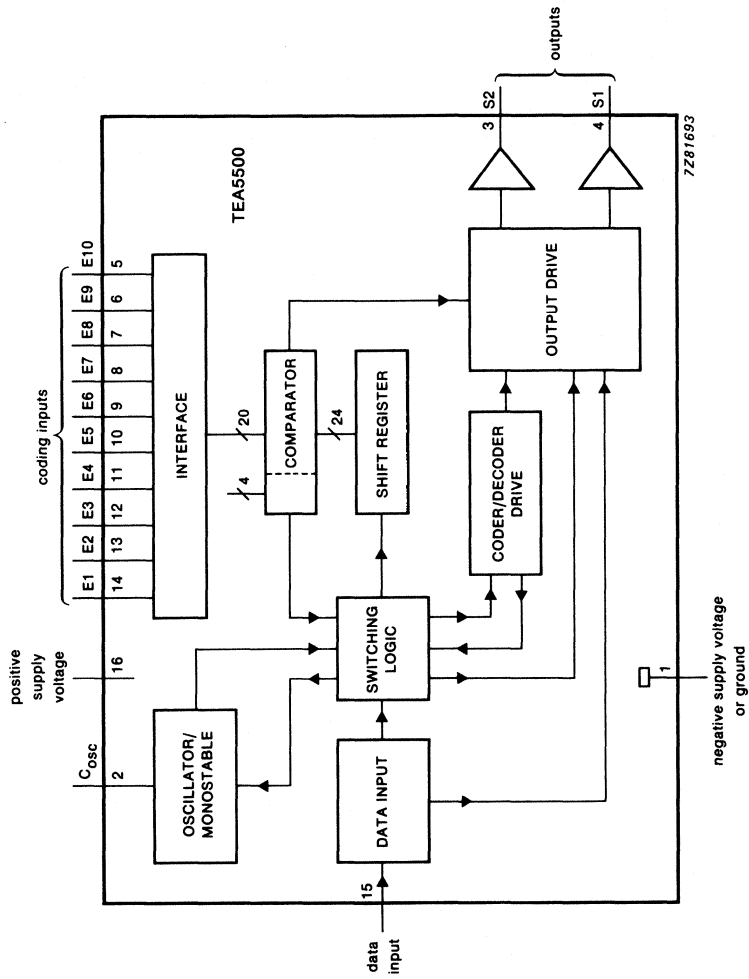 coding inputs
E1 E2 E3 E4 E5 E6 E7 E8 E9 E10
14 13 12 11 10 9 8 7 6 5
positive
supply
voltage
16
Cosc
2
INTERFACE
TEA5500
OSCILLATOR/
MONOSTABLE
4
20
COMPARATOR
24
SHIFT REGISTER
SWITCHING
LOGIC
data
input
15
DATA INPUT
CODER/DECODER
DRIVE
OUTPUT DRIVE
3 S2
4 S1
outputs
1
negative supply voltage
or ground
7Z81693